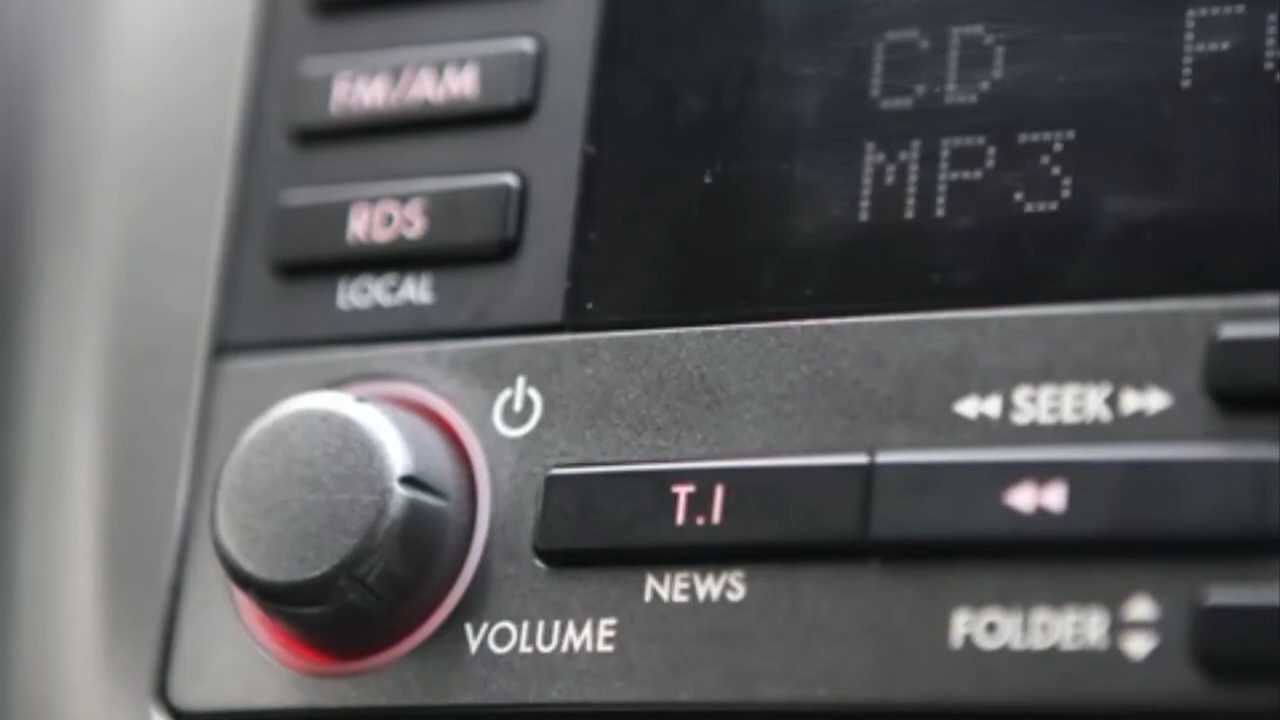 FM/AM
CD
MP3
RDS
LOCAL
SEEK
T.I
NEWS
VOLUME
FOLDER